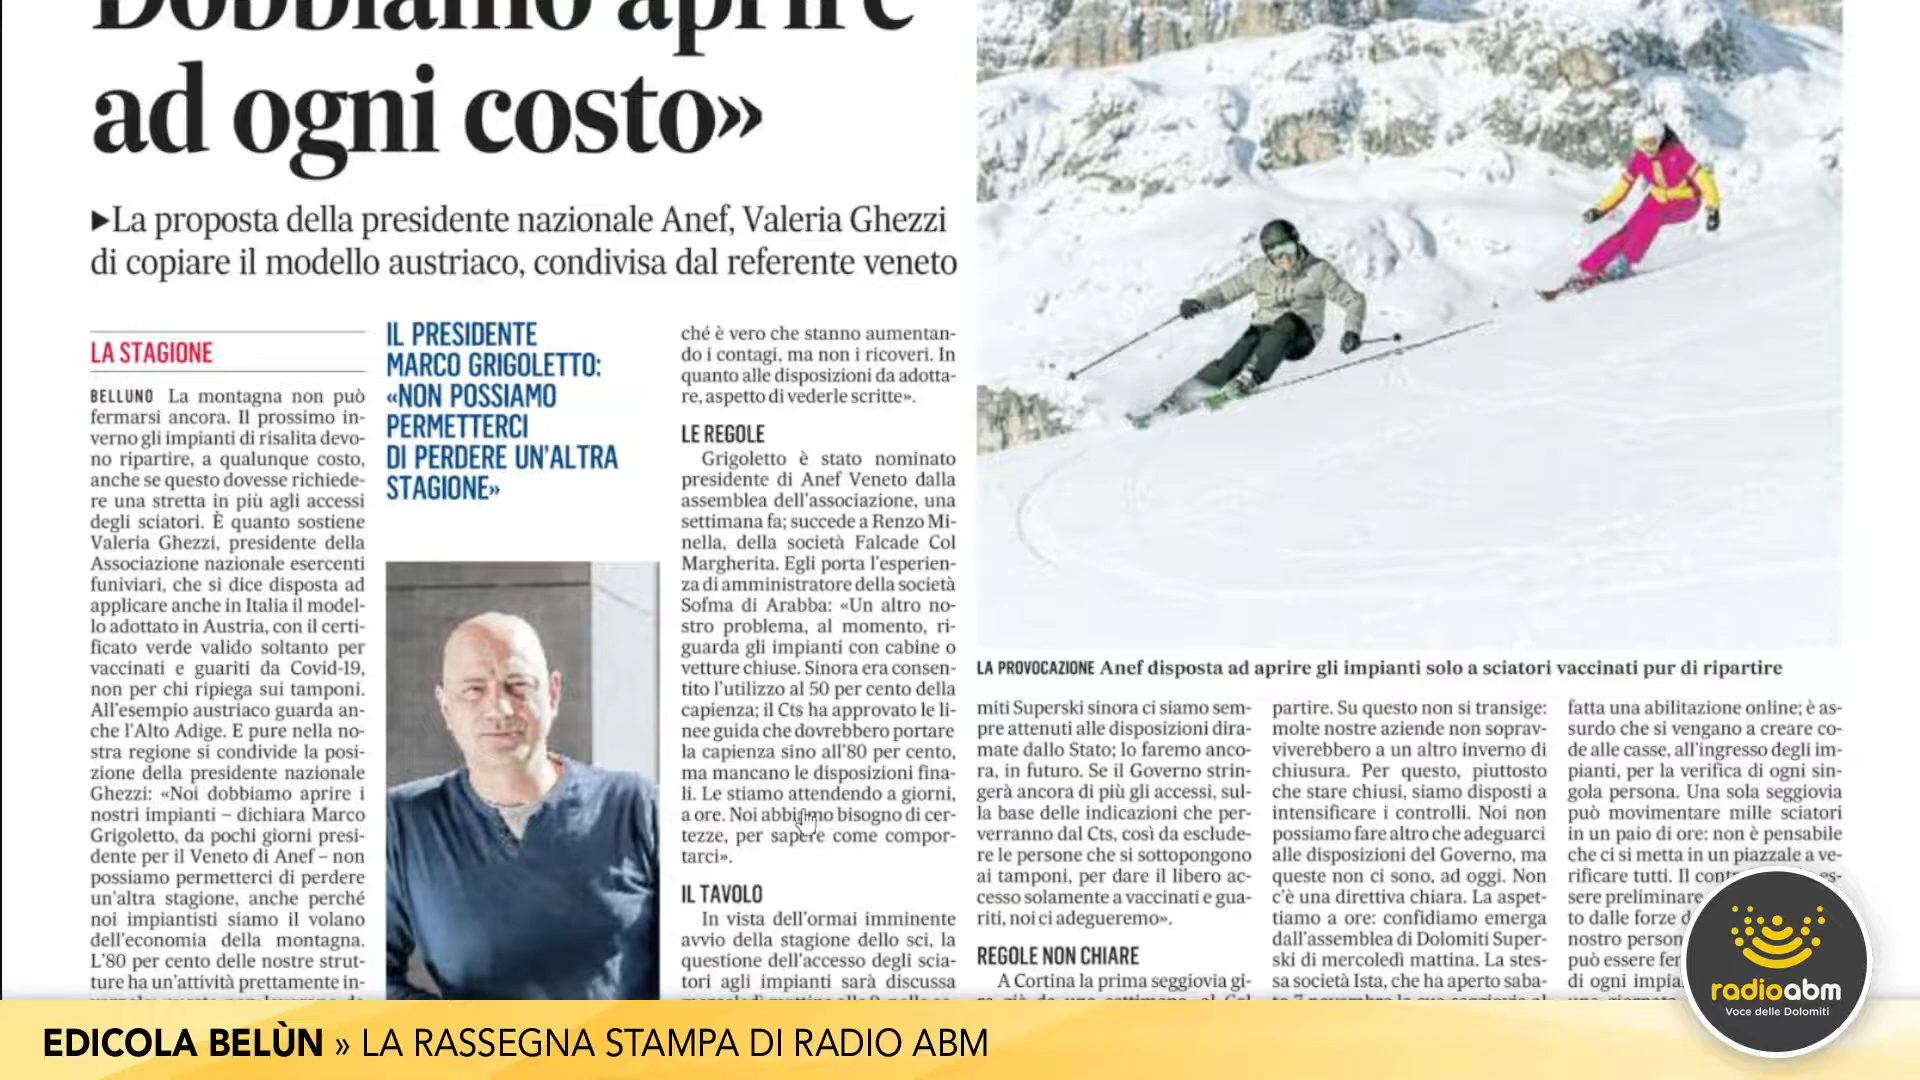 Dobbiamo aprire
ad ogni costo»
▶La proposta della presidente nazionale Anef, Valeria Ghezzi
di copiare il modello austriaco, condivisa dal referente veneto
LA STAGIONE
BELLUNO La montagna non può
fermarsi ancora. Il prossimo in-
verno gli impianti di risalita devo-
no ripartire, a qualunque costo,
anche se questo dovesse richiede-
re una stretta in più agli accessi
degli sciatori. È quanto sostiene
Valeria Ghezzi, presidente della
Associazione nazionale esercenti
funiviari, che si dice disposta ad
applicare anche in Italia il model-
lo adottato in Austria, con il certi-
ficato verde valido soltanto per
vaccinati e guariti da Covid-19,
non per chi ripiega sui tamponi.
All'esempio austriaco guarda an-
che l'Alto Adige. E pure nella no-
stra regione si condivide la posi-
zione della presidente nazionale
Ghezzi: «Noi dobbiamo aprire i
nostri impianti – dichiara Marco
Grigoletto, da pochi giorni presi-
dente per il Veneto di Anef – non
possiamo permetterci di perdere
un'altra stagione, anche perché
noi impiantisti siamo il volano
dell'economia della montagna.
L'80 per cento delle nostre strut-
ture ha un'attività prettamente in-
IL PRESIDENTE
MARCO GRIGOLETTO:
«NON POSSIAMO
PERMETTERCI
DI PERDERE UN'ALTRA
STAGIONE»
ché è vero che stanno aumentan-
do i contagi, ma non i ricoveri. In
quanto alle disposizioni da adotta-
re, aspetto di vederle scritte».
LE REGOLE
Grigoletto è stato nominato
presidente di Anef Veneto dalla
assemblea dell'associazione, una
settimana fa; succede a Renzo Mi-
nella, della società Falcade Col
Margherita. Egli porta l'esperien-
za di amministratore della società
Sofma di Arabba: «Un altro no-
stro problema, al momento, ri-
guarda gli impianti con cabine o
vetture chiuse. Sinora era consen-
tito l'utilizzo al 50 per cento della
capienza; il Cts ha approvato le li-
nee guida che dovrebbero portare
la capienza sino all'80 per cento,
ma mancano le disposizioni fina-
li. Le stiamo attendendo a giorni,
a ore. Noi abbiamo bisogno di cer-
tezze, per sapere come compor-
tarci».
IL TAVOLO
In vista dell'ormai imminente
avvio della stagione dello sci, la
questione dell'accesso degli scia-
tori agli impianti sarà discussa
LA PROVOCAZIONE Anef disposta ad aprire gli impianti solo a sciatori vaccinati pur di ripartire
miti Superski sinora ci siamo sem-
pre attenuti alle disposizioni dira-
mate dallo Stato; lo faremo anco-
ra, in futuro. Se il Governo strin-
gerà ancora di più gli accessi, sul-
la base delle indicazioni che per-
verranno dal Cts, così da esclude-
re le persone che si sottopongono
ai tamponi, per dare il libero ac-
cesso solamente a vaccinati e gua-
riti, noi ci adegueremo».
REGOLE NON CHIARE
A Cortina la prima seggiovia gi-
ra già da una settimana, al Col
partire. Su questo non si transige:
molte nostre aziende non soprav-
viverebbero a un altro inverno di
chiusura. Per questo, piuttosto
che stare chiusi, siamo disposti a
intensificare i controlli. Noi non
possiamo fare altro che adeguarci
alle disposizioni del Governo, ma
queste non ci sono, ad oggi. Non
c'è una direttiva chiara. La aspet-
tiamo a ore: confidiamo emerga
dall'assemblea di Dolomiti Super-
ski di mercoledì mattina. La stes-
sa società Ista, che ha aperto saba-
fatta una abilitazione online; è as-
surdo che si vengano a creare co-
de alle casse, all'ingresso degli im-
pianti, per la verifica di ogni sin-
gola persona. Una sola seggiovia
può movimentare mille sciatori
in un paio di ore: non è pensabile
che ci si metta in un piazzale a ve-
rificare tutti. Il es-
sere preliminare
to dalle forze
nostro
può essere
di ogni
radioabm
Voce delle Dolomiti
EDICOLA BELÙN » LA RASSEGNA STAMPA DI RADIO ABM